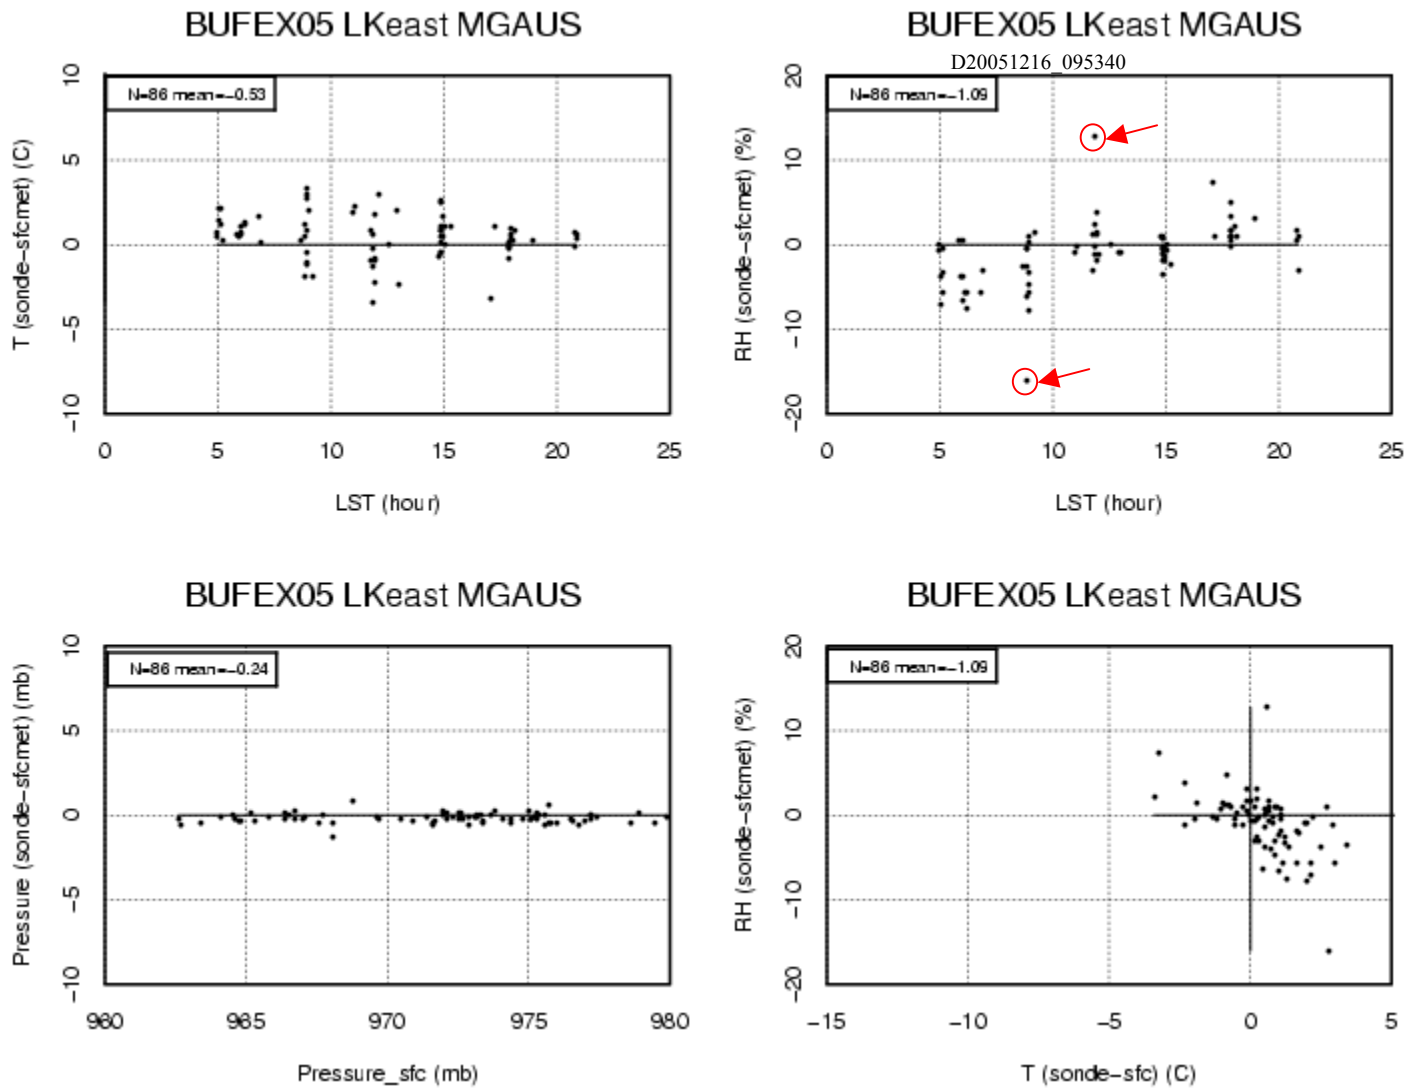 BUFEX05 LKeast MGAUS
N=86 mean=-0.53
10
5
0
-5
-10
T (sonde-sfcmet) (C)
0 5 10 15 20 25
LST (hour)
BUFEX05 LKeast MGAUS
D20051216_095340
N=86 mean=-1.09
20
10
0
-10
-20
RH (sonde-sfcmet) (%)
0 5 10 15 20 25
LST (hour)
BUFEX05 LKeast MGAUS
N=86 mean=-0.24
10
5
0
-5
-10
Pressure (sonde-sfcmet) (mb)
960 965 970 975 980
Pressure_sfc (mb)
BUFEX05 LKeast MGAUS
N=86 mean=-1.09
20
10
0
-10
-20
RH (sonde-sfcmet) (%)
-15 -10 -5 0 5
T (sonde-sfc) (C)